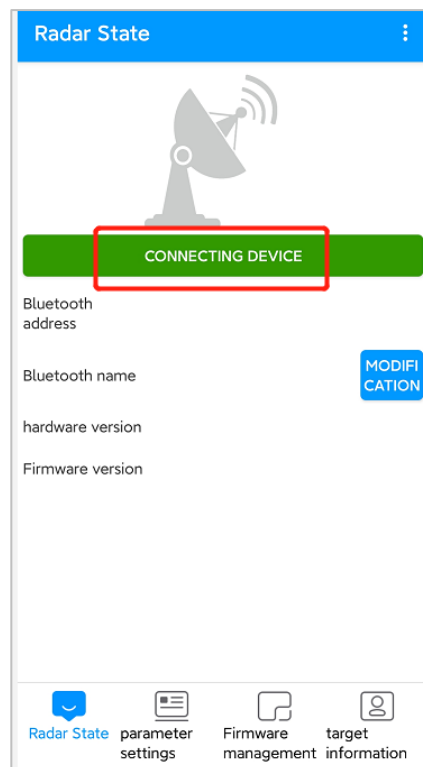 Radar State
CONNECTING DEVICE
Bluetooth
address
Bluetooth name
MODIFI
CATION
hardware version
Firmware version
Radar State
parameter
settings
Firmware
management
target
information